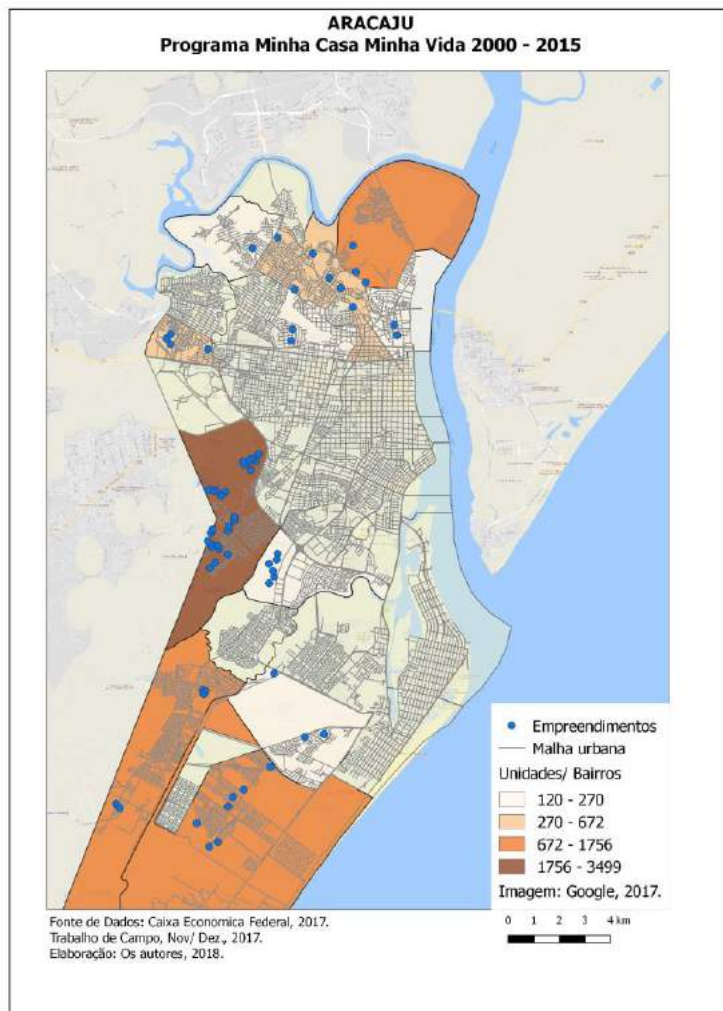 ARACAJU
Programa Minha Casa Minha Vida 2000 - 2015
Empreendimentos
Malha urbana
Unidades/ Bairros
120 - 270
270 - 672
672 - 1756
1756 - 3499
Imagem: Google, 2017.
Fonte de Dados: Caixa Economica Federal, 2017.
Trabalho de Campo, Nov/ Dez., 2017.
Elaboração: Os autores, 2018.
0 1 2 3 4 km